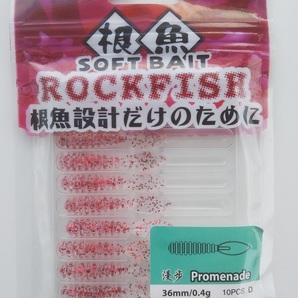 根魚
SOFT BAIT
ROCKFISH
根魚設計だけのために
漫步 Promenade
36mm/0.4g 10PCS D